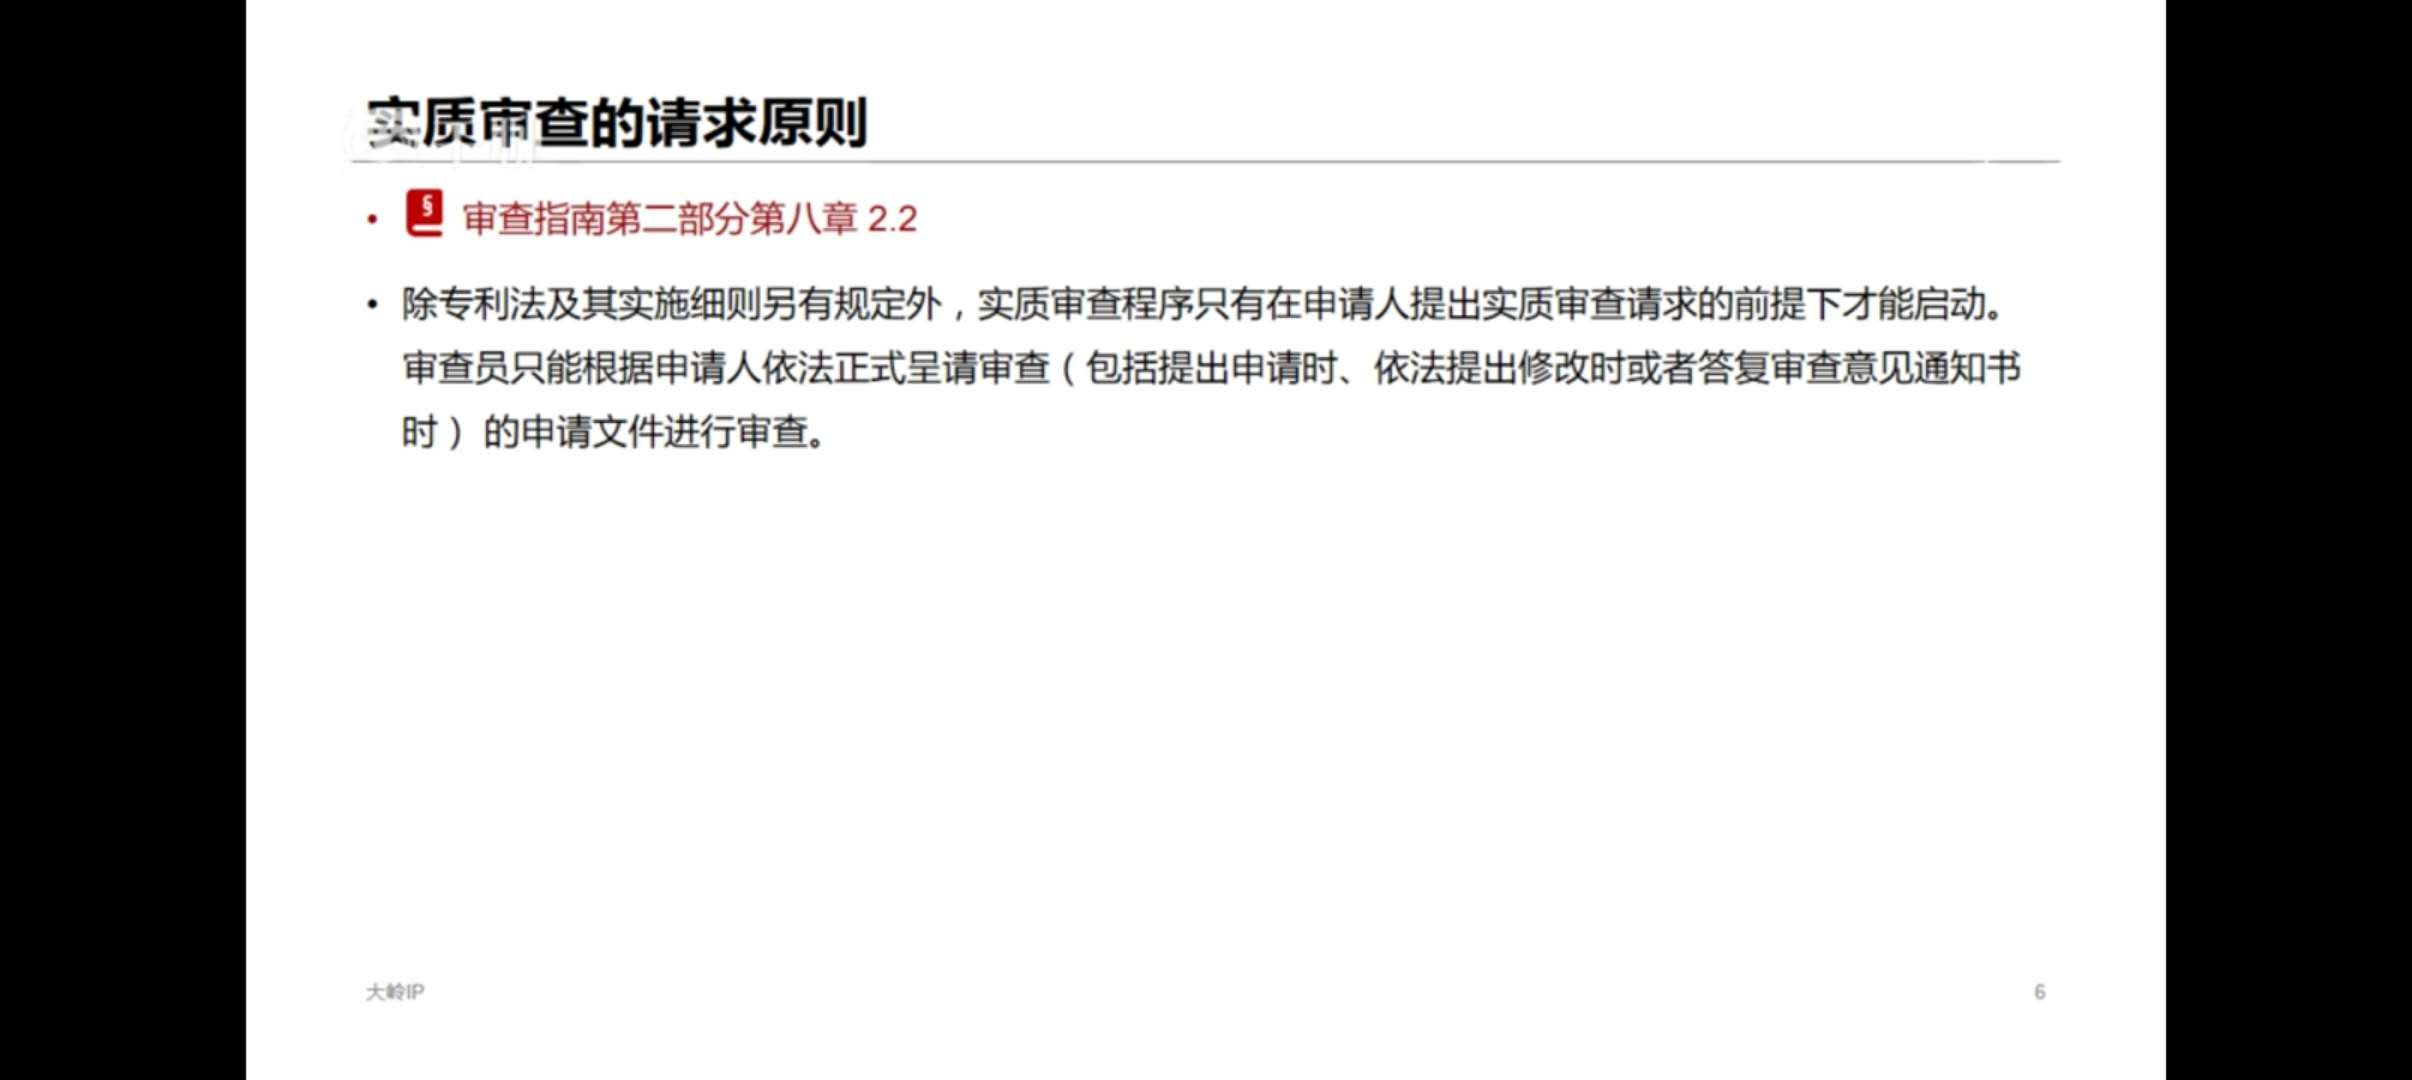 实质审查的请求原则
• § 审查指南第二部分第八章 2.2
• 除专利法及其实施细则另有规定外，实质审查程序只有在申请人提出实质审查请求的前提下才能启动。
审查员只能根据申请人依法正式呈请审查（包括提出申请时、依法提出修改时或者答复审查意见通知书
时） 的申请文件进行审查。
大岭IP
6